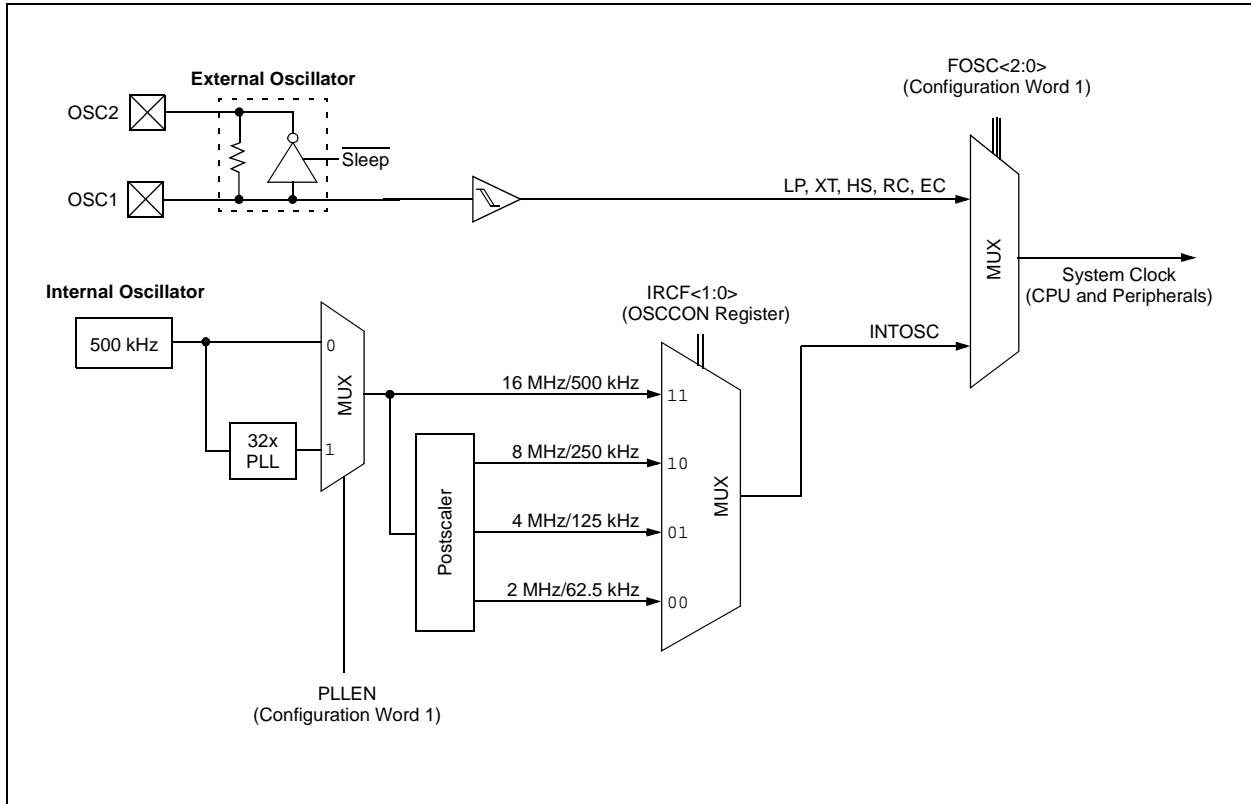 External Oscillator
OSC2
Sleep
OSC1
FOSC<2:0>
(Configuration Word 1)
LP, XT, HS, RC, EC
MUX
System Clock
(CPU and Peripherals)
INTOSC
Internal Oscillator
500 kHz
0
MUX
32x
PLL
1
PLLEN
(Configuration Word 1)
IRCF<1:0>
(OSCCON Register)
16 MHz/500 kHz
11
8 MHz/250 kHz
10
MUX
Postscaler
4 MHz/125 kHz
01
2 MHz/62.5 kHz
00